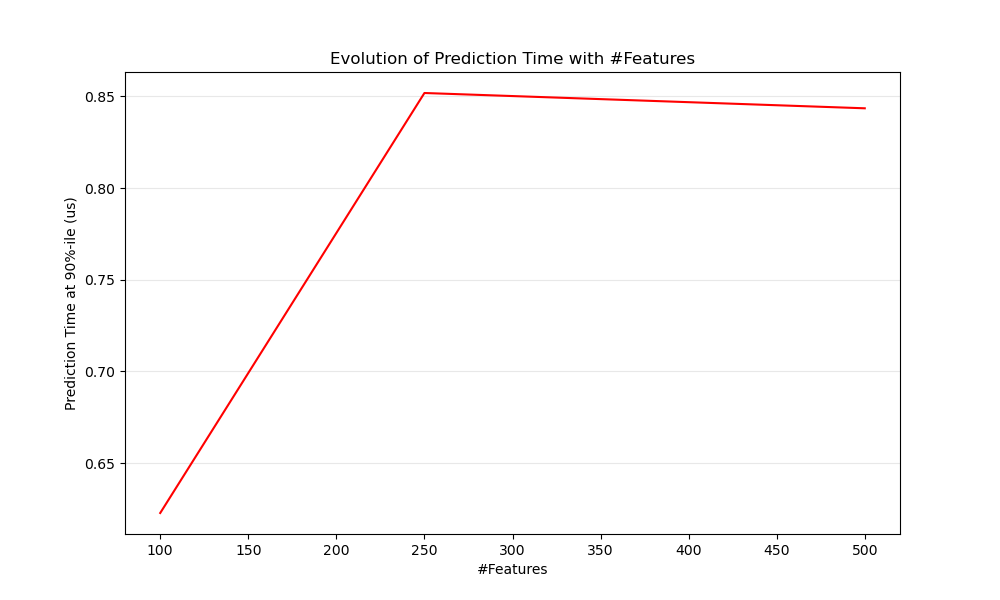 Evolution of Prediction Time with #Features
Prediction Time at 90%-ile (us)
0.85
0.80
0.75
0.70
0.65
100 150 200 250 300 350 400 450 500
#Features